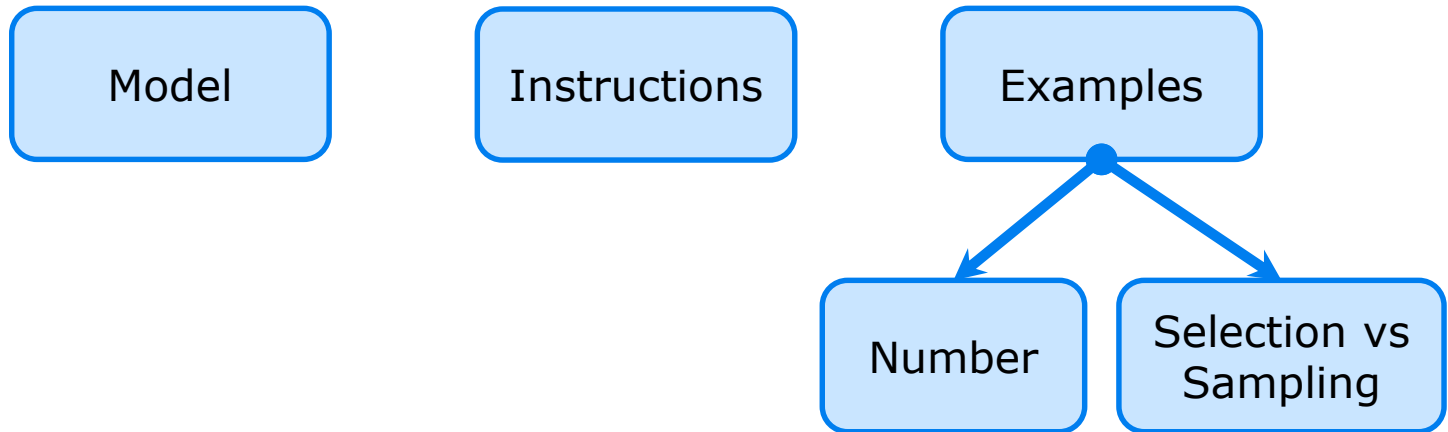 Model
Instructions
Examples
Number
Selection vs
Sampling